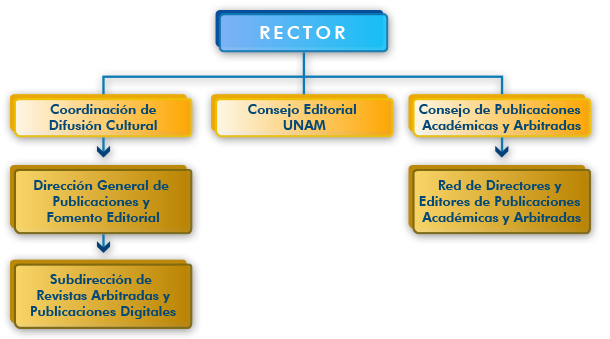 RECTOR
Coordinación de
Difusión Cultural
Consejo Editorial
UNAM
Consejo de Publicaciones
Académicas y Arbitradas
Dirección General de
Publicaciones y
Fomento Editorial
Red de Directores y
Editores de Publicaciones
Académicas y Arbitradas
Subdirección de
Revistas Arbitradas y
Publicaciones Digitales